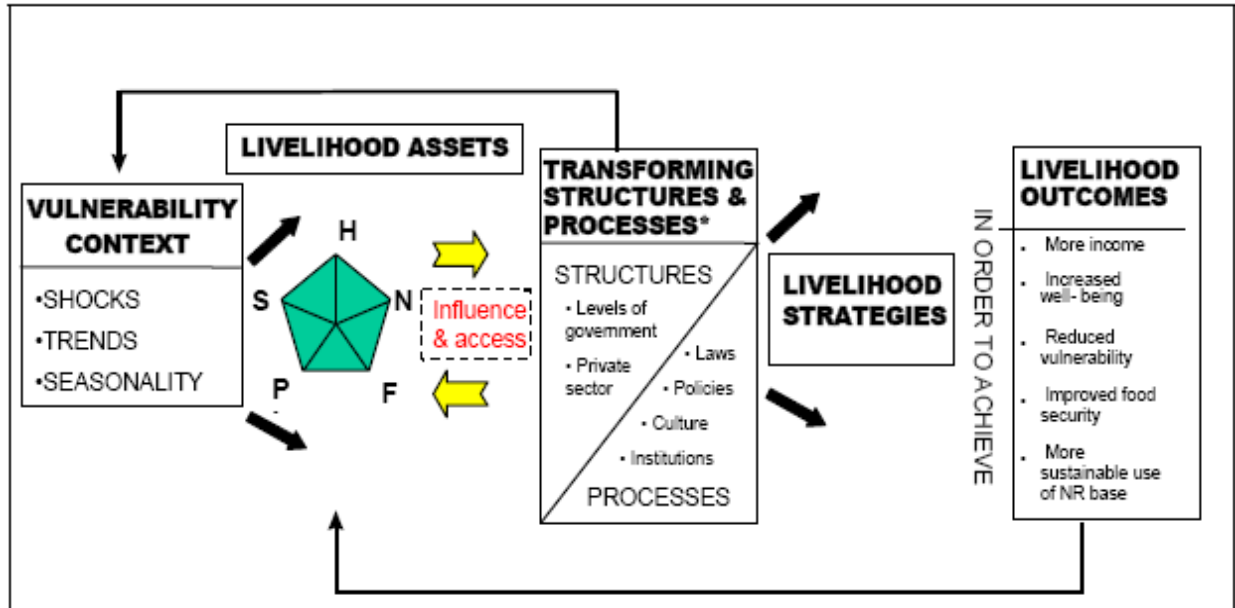 LIVELIHOOD ASSETS
VULNERABILITY
CONTEXT
•SHOCKS
•TRENDS
•SEASONALITY
H
S
N
P
.
F
Influence
& access
TRANSFORMING
STRUCTURES &
PROCESSES*
STRUCTURES
• Levels of
government
• Private
sector
• Laws
• Policies
• Culture
• Institutions
PROCESSES
LIVELIHOOD
STRATEGIES
IN ORDER TO ACHIEVE
LIVELIHOOD
OUTCOMES
• More income
• Increased
well- being
• Reduced
vulnerability
• Improved food
security
• More
sustainable use
of NR base